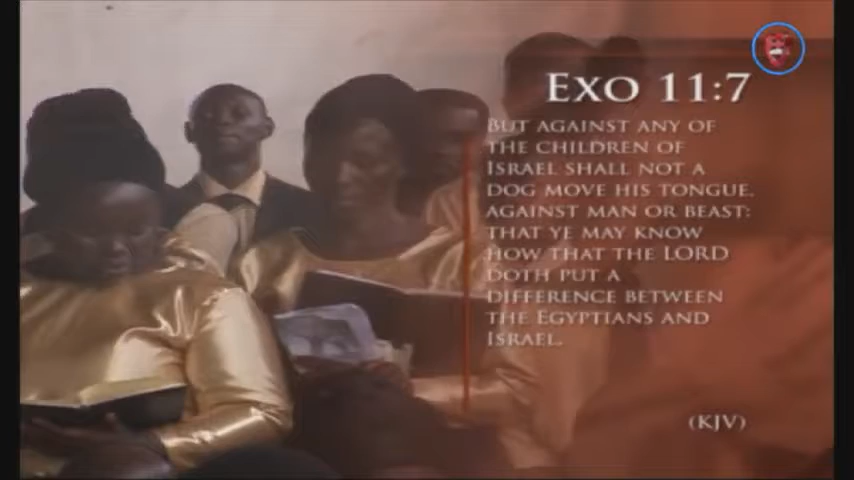 EXO 11:7
BUT AGAINST ANY OF
THE CHILDREN OF
ISRAEL SHALL NOT A
DOG MOVE HIS TONGUE,
AGAINST MAN OR BEAST:
THAT YE MAY KNOW
HOW THAT THE LORD
DOTH PUT A
DIFFERENCE BETWEEN
THE EGYPTIANS AND
ISRAEL.
(KJV)